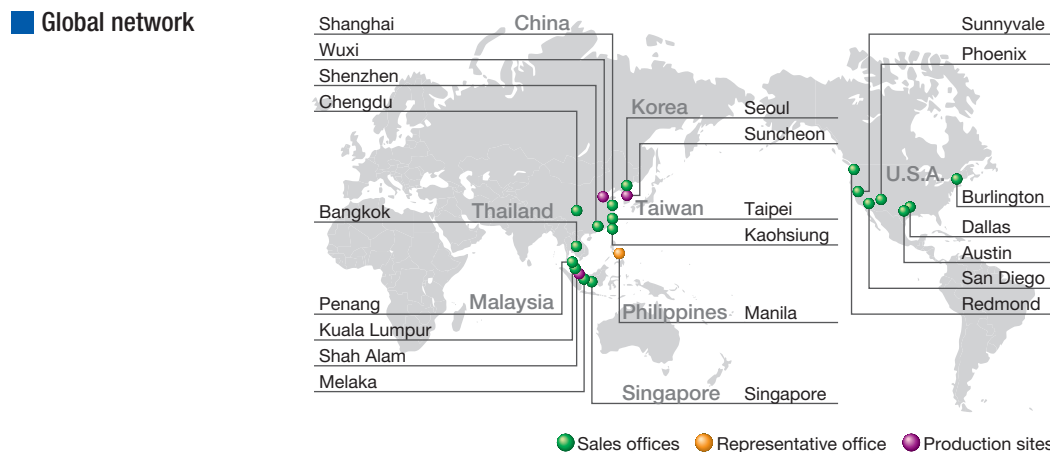 Global network
China
Shanghai
Wuxi
Shenzhen
Chengdu
Thailand
Bangkok
Malaysia
Penang
Kuala Lumpur
Shah Alam
Melaka
Korea
Seoul
Suncheon
Taiwan
Taipei
Kaohsiung
Philippines Manila
Singapore Singapore
U.S.A.
Sunnyvale
Phoenix
Burlington
Dallas
Austin
San Diego
Redmond
Sales offices Representative office Production sites